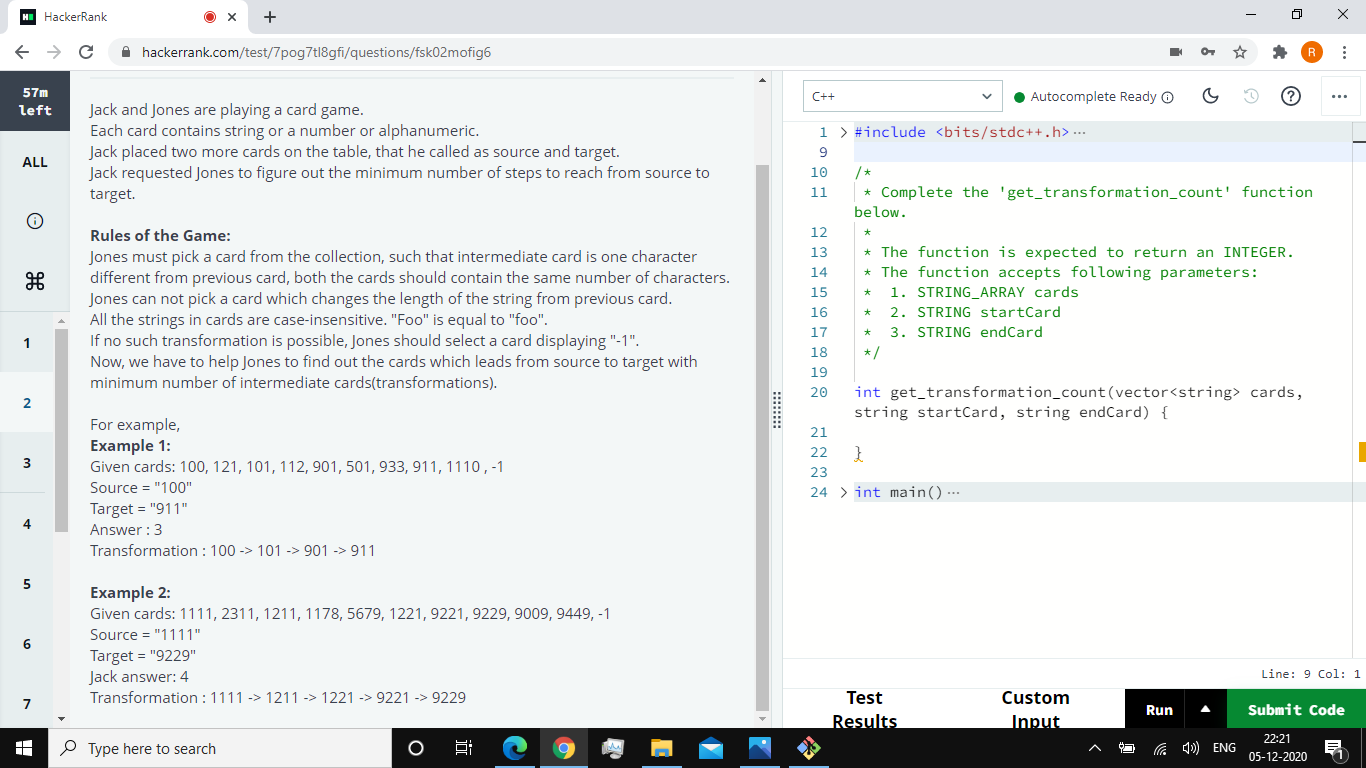 HackerRank
hackerrank.com/test/7pog7tl8gfi/questions/fsk02mofig6
R
57m
left
ALL
1
2
3
4
5
6
7
Jack and Jones are playing a card game.
Each card contains string or a number or alphanumeric.
Jack placed two more cards on the table, that he called as source and target.
Jack requested Jones to figure out the minimum number of steps to reach from source to
target.
Rules of the Game:
Jones must pick a card from the collection, such that intermediate card is one character
different from previous card, both the cards should contain the same number of characters.
Jones can not pick a card which changes the length of the string from previous card.
All the strings in cards are case-insensitive. "Foo" is equal to "foo".
If no such transformation is possible, Jones should select a card displaying "-1".
Now, we have to help Jones to find out the cards which leads from source to target with
minimum number of intermediate cards(transformations).
For example,
Example 1:
Given cards: 100, 121, 101, 112, 901, 501, 933, 911, 1110 , -1
Source = "100"
Target = "911"
Answer : 3
Transformation : 100 -> 101 -> 901 -> 911
Example 2:
Given cards: 1111, 2311, 1211, 1178, 5679, 1221, 9221, 9229, 9009, 9449, -1
Source = "1111"
Target = "9229"
Jack answer: 4
Transformation : 1111 -> 1211 -> 1221 -> 9221 -> 9229
C++
Autocomplete Ready
1 #include <bits/stdc++.h>
9
10 /*
11 * Complete the 'get_transformation_count' function
below.
12 *
13 * The function is expected to return an INTEGER.
14 * The function accepts following parameters:
15 * 1. STRING_ARRAY cards
16 * 2. STRING startCard
17 * 3. STRING endCard
18 */
19
20 int get_transformation_count(vector<string> cards,
string startCard, string endCard) {
21
22 }
23
24 int main()
Line: 9 Col: 1
Test
Results
Custom
Input
Run
Submit Code
Type here to search
ENG
22:21
05-12-2020
1